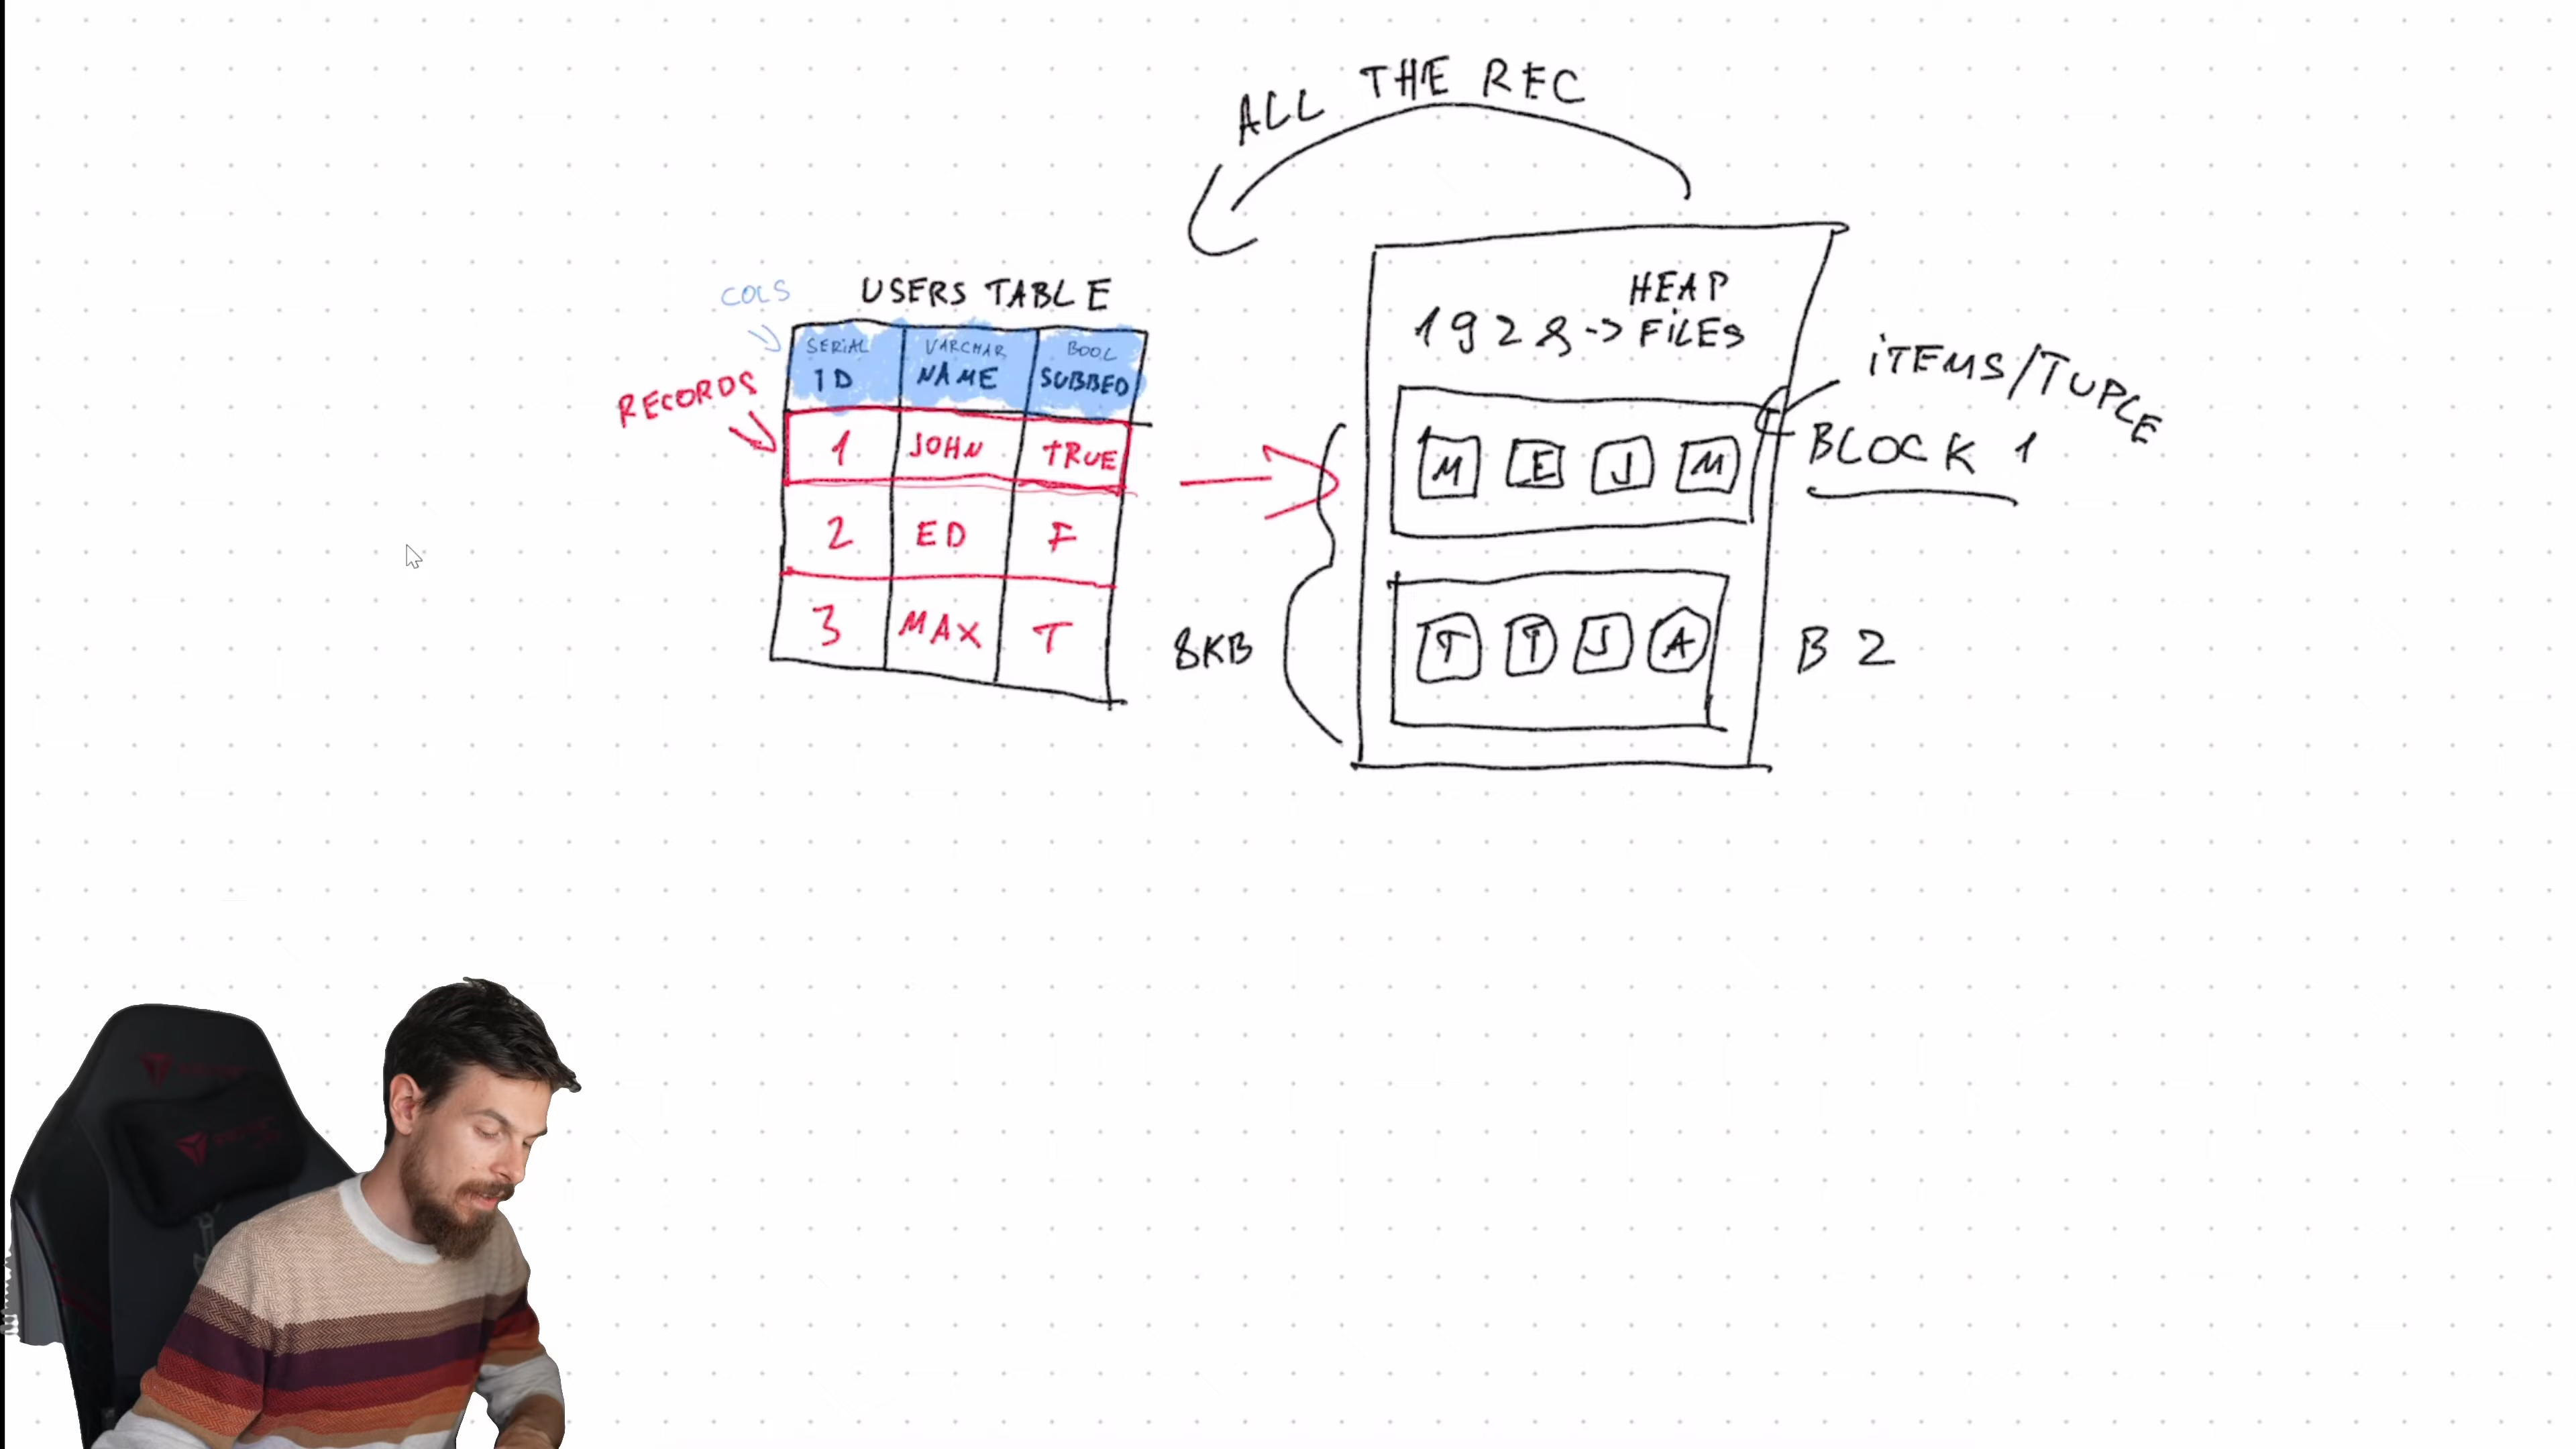 ALL THE REC
COLS
USERS TABLE
SERIAL VARCHAR BOOL
ID NAME SUBBED
RECORDS
1 JOHN TRUE
2 ED F
3 MAX T
8KB
HEAP
1928 -> FILES
ITEMS/TUPLE
M E J M
BLOCK 1
T T J A
B 2